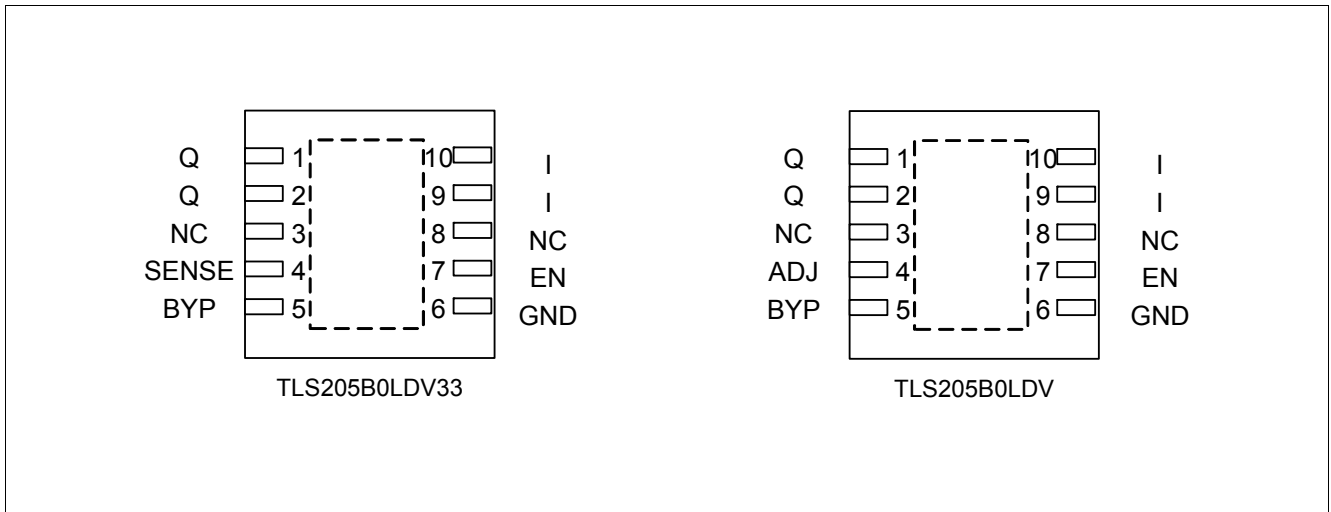 Q 1 10 I
Q 2 9 I
NC 3 8 NC
SENSE 4 7 EN
BYP 5 6 GND
TLS205B0LDV33
Q 1 10 I
Q 2 9 I
NC 3 8 NC
ADJ 4 7 EN
BYP 5 6 GND
TLS205B0LDV